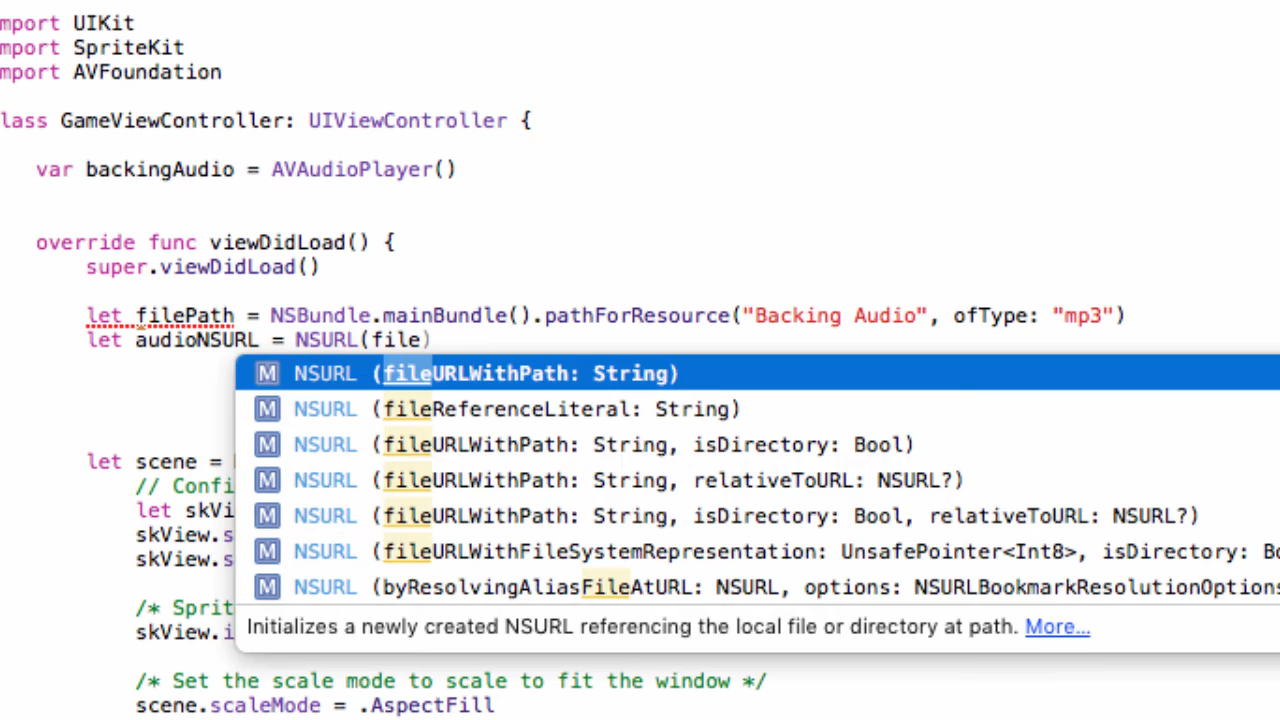 mport UIKit
mport SpriteKit
mport AVFoundation
lass GameViewController: UIViewController {
var backingAudio = AVAudioPlayer()
override func viewDidLoad() {
super.viewDidLoad()
let filePath = NSBundle.mainBundle().pathForResource("Backing Audio", ofType: "mp3")
let audioNSURL = NSURL(file)
M NSURL (fileURLWithPath: String)
M NSURL (fileReferenceLiteral: String)
M NSURL (fileURLWithPath: String, isDirectory: Bool)
let scene =
M NSURL (fileURLWithPath: String, relativeToURL: NSURL?)
// Confi
let skVi
M NSURL (fileURLWithPath: String, isDirectory: Bool, relativeToURL: NSURL?)
skView.s
M NSURL (fileURLWithFileSystemRepresentation: UnsafePointer<Int8>, isDirectory: Bo
skView.s
M NSURL (byResolvingAliasFileAtURL: NSURL, options: NSURLBookmarkResolutionOptions
/* Sprit
skView.i
Initializes a newly created NSURL referencing the local file or directory at path. More...
/* Set the scale mode to scale to fit the window */
scene.scaleMode = .AspectFill